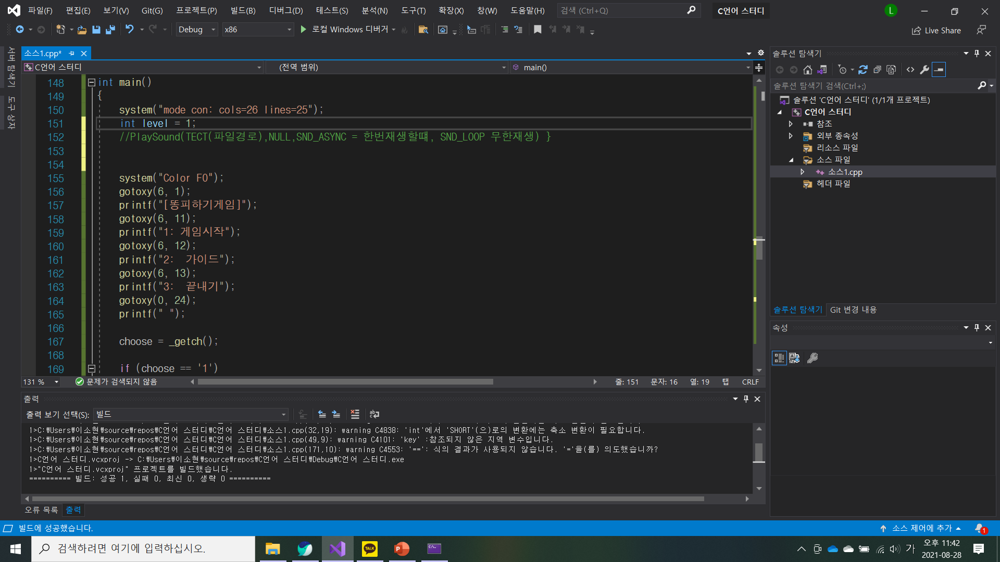 파일(F) 편집(E) 보기(V) Git(G) 프로젝트(P) 빌드(B) 디버그(D) 테스트(S) 분석(N) 도구(T) 확장(X) 창(W) 도움말(H) 검색 (Ctrl+Q) C언어 스터디 L
Debug x86 로컬 Windows 디버거 Live Share
서버 탐색기
도구 상자
소스1.cpp*
C언어 스터디 (전역 범위) main()
148 int main()
149 {
150 system("mode con: cols=26 lines=25");
151 int level = 1;
152 //PlaySound(TECT(파일경로),NULL,SND_ASYNC = 한번재생할떄, SND_LOOP 무한재생) }
153
154
155 system("Color F0");
156 gotoxy(6, 1);
157 printf("[똥피하기게임]");
158 gotoxy(6, 11);
159 printf("1: 게임시작");
160 gotoxy(6, 12);
161 printf("2:  가이드");
162 gotoxy(6, 13);
163 printf("3:  끝내기");
164 gotoxy(0, 24);
165 printf(" ");
166
167 choose = _getch();
168
169 if (choose == '1')
131 % 문제가 검색되지 않음 줄: 151 문자: 16 열: 19 탭 CRLF
출력
출력 보기 선택(S): 빌드
1>C:\Users\이소현\source\repos\C언어 스터디\C언어 스터디\소스1.cpp(32,19): warning C4838: 'int'에서 'SHORT'(으)로의 변환에는 축소 변환이 필요합니다.
1>C:\Users\이소현\source\repos\C언어 스터디\C언어 스터디\소스1.cpp(49,9): warning C4101: 'key' :참조되지 않은 지역 변수입니다.
1>C:\Users\이소현\source\repos\C언어 스터디\C언어 스터디\소스1.cpp(171,10): warning C4553: '==': 식의 결과가 사용되지 않습니다. '='을(를) 의도했습니까?
1>C언어 스터디.vcxproj -> C:\Users\이소현\source\repos\C언어 스터디\Debug\C언어 스터디.exe
1>"C언어 스터디.vcxproj" 프로젝트를 빌드했습니다.
========== 빌드: 성공 1, 실패 0, 최신 0, 생략 0 ==========
오류 목록 출력
솔루션 탐색기
솔루션 탐색기 검색(Ctrl+;)
솔루션 'C언어 스터디' (1/1개 프로젝트)
C언어 스터디
참조
외부 종속성
리소스 파일
소스 파일
소스1.cpp
헤더 파일
솔루션 탐색기 Git 변경 내용
속성
빌드에 성공했습니다. 소스 제어에 추가 1
검색하려면 여기에 입력하십시오. TALK P 가 오후 11:42
2021-08-28